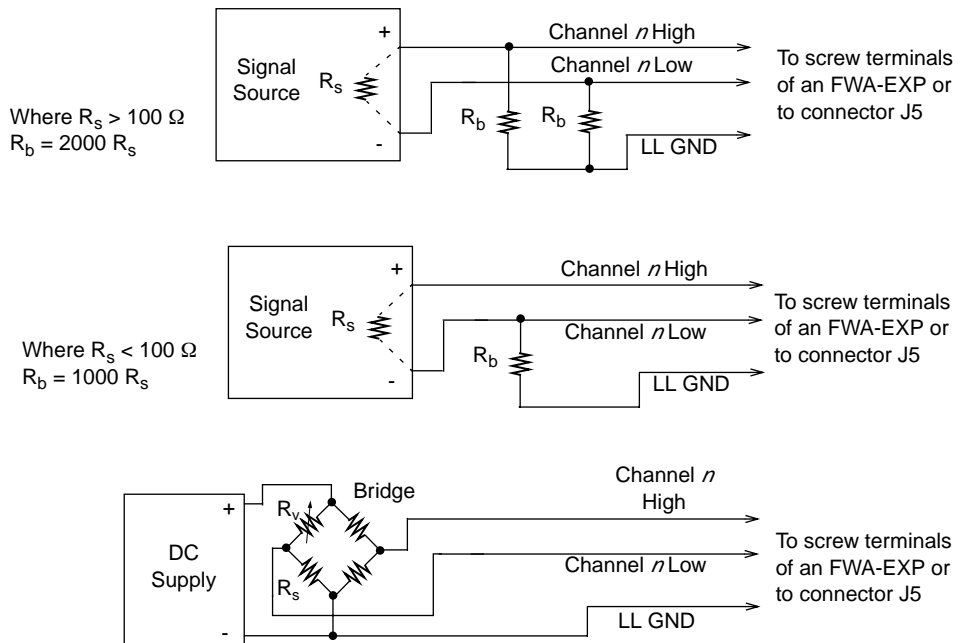 +
Channel n High
Signal
Source
Rs
Channel n Low
To screw terminals
of an FWA-EXP or
to connector J5
Where Rs > 100 Ω
Rb = 2000 Rs
Rb
Rb
-
LL GND
+
Channel n High
Signal
Source
Rs
Channel n Low
To screw terminals
of an FWA-EXP or
to connector J5
Where Rs < 100 Ω
Rb = 1000 Rs
Rb
-
LL GND
Channel n
High
Bridge
+
Rv
DC
Supply
Rs
Channel n Low
To screw terminals
of an FWA-EXP or
to connector J5
-
LL GND